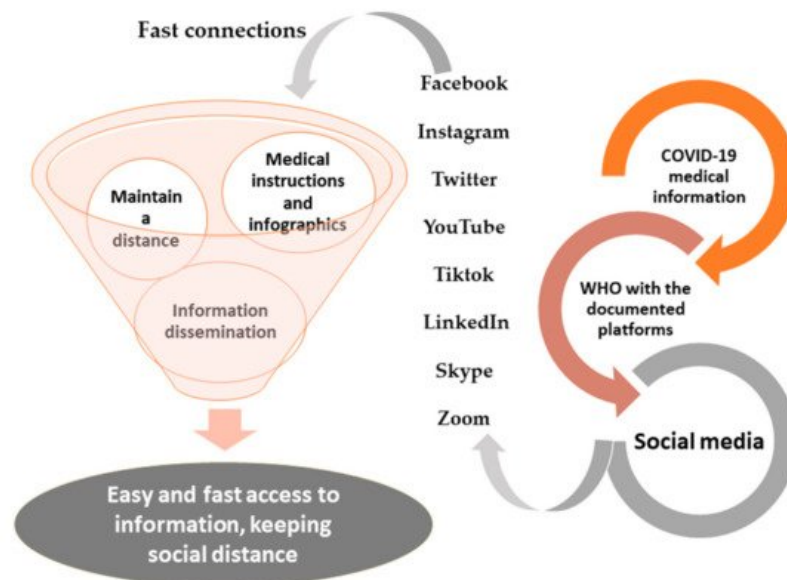 Fast connections
Facebook
Instagram
Twitter
YouTube
Tiktok
LinkedIn
Skype
Zoom
Maintain
a
distance
Medical
instructions
and
infographics
Information
dissemination
Easy and fast access to
information, keeping
social distance
COVID-19
medical
information
WHO with the
documented
platforms
Social media